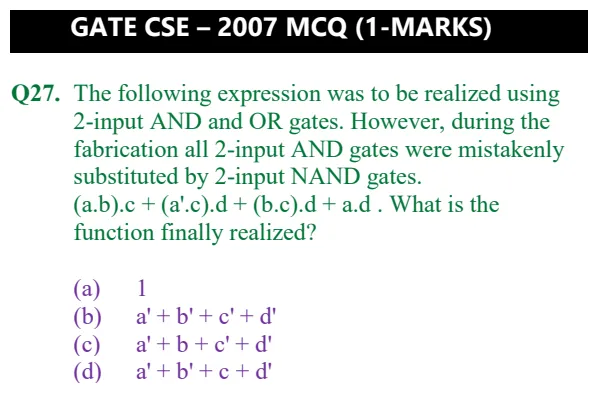 GATE CSE – 2007 MCQ (1-MARKS)
Q27. The following expression was to be realized using
2-input AND and OR gates. However, during the
fabrication all 2-input AND gates were mistakenly
substituted by 2-input NAND gates.
(a.b).c + (a'.c).d + (b.c).d + a.d . What is the
function finally realized?
(a) 1
(b) a' + b' + c' + d'
(c) a' + b + c' + d'
(d) a' + b' + c + d'